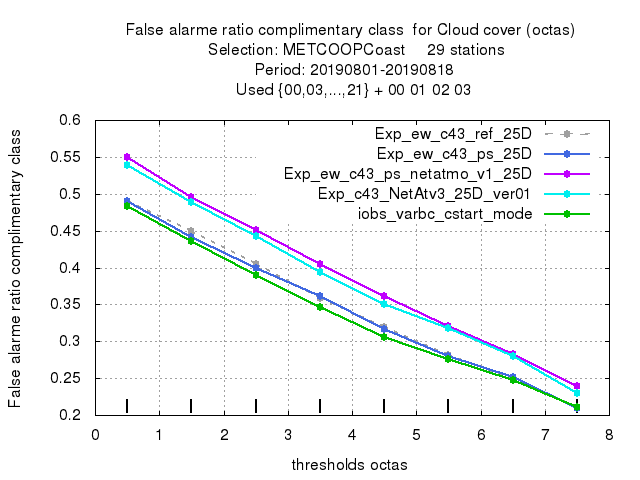 False alarme ratio complimentary class  for Cloud cover (octas)
Selection: METCOOPCoast     29 stations
Period: 20190801-20190818
Used {00,03,...,21} + 00 01 02 03
False alarme ratio complimentary class
0.6
0.55
0.5
0.45
0.4
0.35
0.3
0.25
0.2
Exp_ew_c43_ref_25D
Exp_ew_c43_ps_25D
Exp_ew_c43_ps_netatmo_v1_25D
Exp_c43_NetAtv3_25D_ver01
iobs_varbc_cstart_mode
0 1 2 3 4 5 6 7 8
thresholds octas